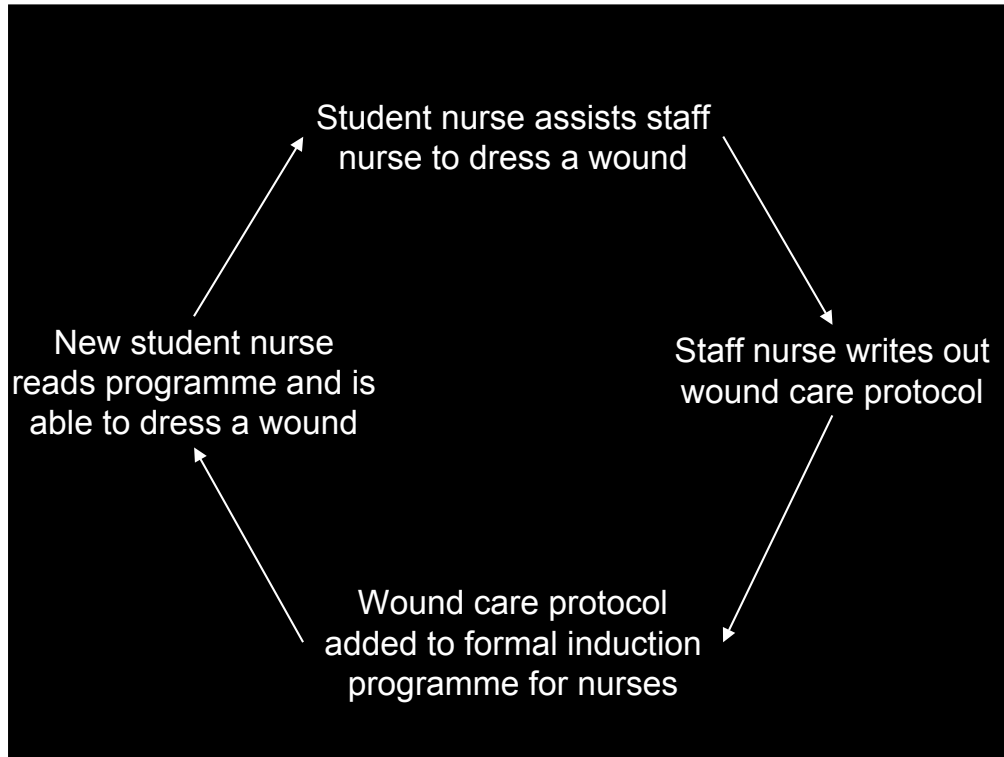 Student nurse assists staff
nurse to dress a wound
Staff nurse writes out
wound care protocol
Wound care protocol
added to formal induction
programme for nurses
New student nurse
reads programme and is
able to dress a wound